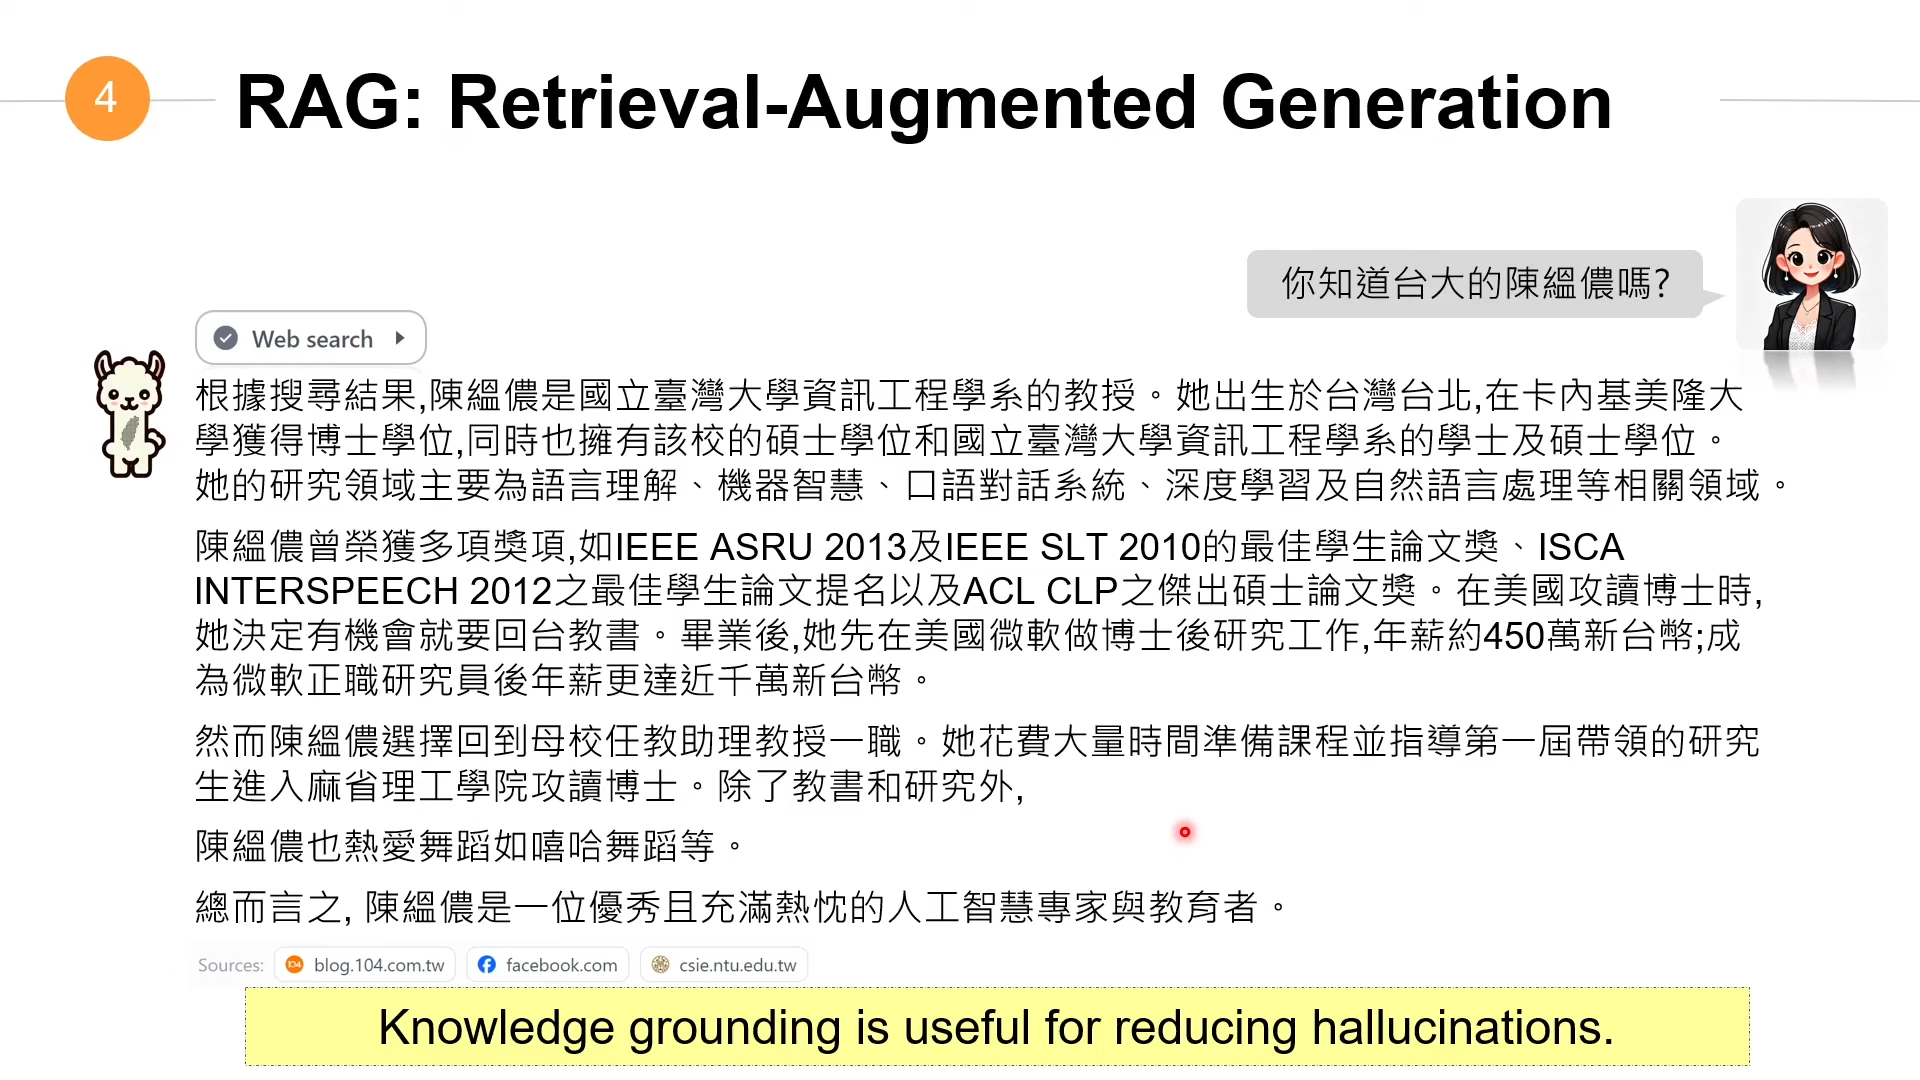 4
RAG: Retrieval-Augmented Generation
你知道台大的陳縕儂嗎?
Web search
根據搜尋結果,陳縕儂是國立臺灣大學資訊工程學系的教授。她出生於台灣台北,在卡內基美隆大
學獲得博士學位,同時也擁有該校的碩士學位和國立臺灣大學資訊工程學系的學士及碩士學位。
她的研究領域主要為語言理解、機器智慧、口語對話系統、深度學習及自然語言處理等相關領域。
陳縕儂曾榮獲多項獎項,如IEEE ASRU 2013及IEEE SLT 2010的最佳學生論文獎、ISCA
INTERSPEECH 2012之最佳學生論文提名以及ACL CLP之傑出碩士論文獎。在美國攻讀博士時,
她決定有機會就要回台教書。畢業後,她先在美國微軟做博士後研究工作,年薪約450萬新台幣;成
為微軟正職研究員後年薪更達近千萬新台幣。
然而陳縕儂選擇回到母校任教助理教授一職。她花費大量時間準備課程並指導第一屆帶領的研究
生進入麻省理工學院攻讀博士。除了教書和研究外,
陳縕儂也熱愛舞蹈如嘻哈舞蹈等。
總而言之, 陳縕儂是一位優秀且充滿熱忱的人工智慧專家與教育者。
Sources: 104 blog.104.com.tw facebook.com csie.ntu.edu.tw
Knowledge grounding is useful for reducing hallucinations.